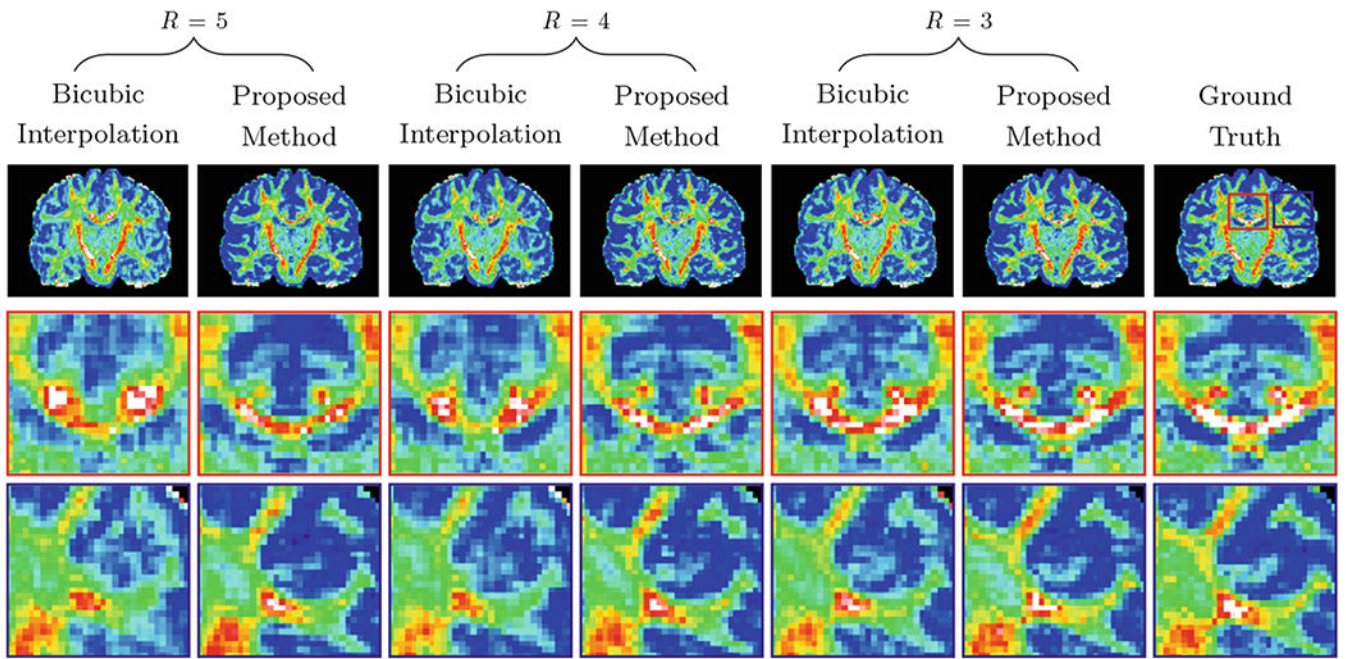 R = 5
R = 4
R = 3
Bicubic Interpolation
Proposed Method
Bicubic Interpolation
Proposed Method
Bicubic Interpolation
Proposed Method
Ground Truth